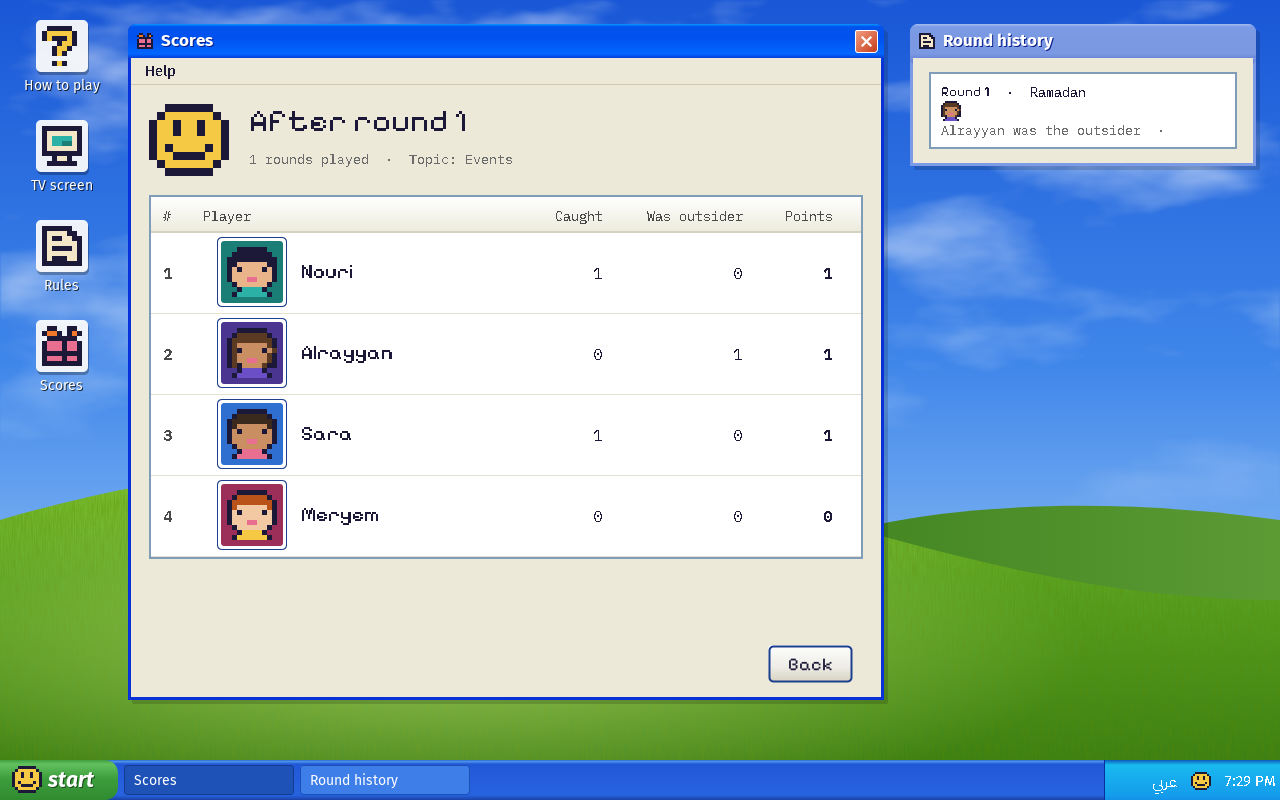 How to play
TV screen
Rules
Scores
Scores
Help
After round 1
1 rounds played · Topic: Events
# Player Caught Was outsider Points
1 Nouri 1 0 1
2 Alrayyan 0 1 1
3 Sara 1 0 1
4 Meryem 0 0 0
Back
Round history
Round 1 · Ramadan
Alrayyan was the outsider ·
start
Scores
Round history
عربي
7:29 PM